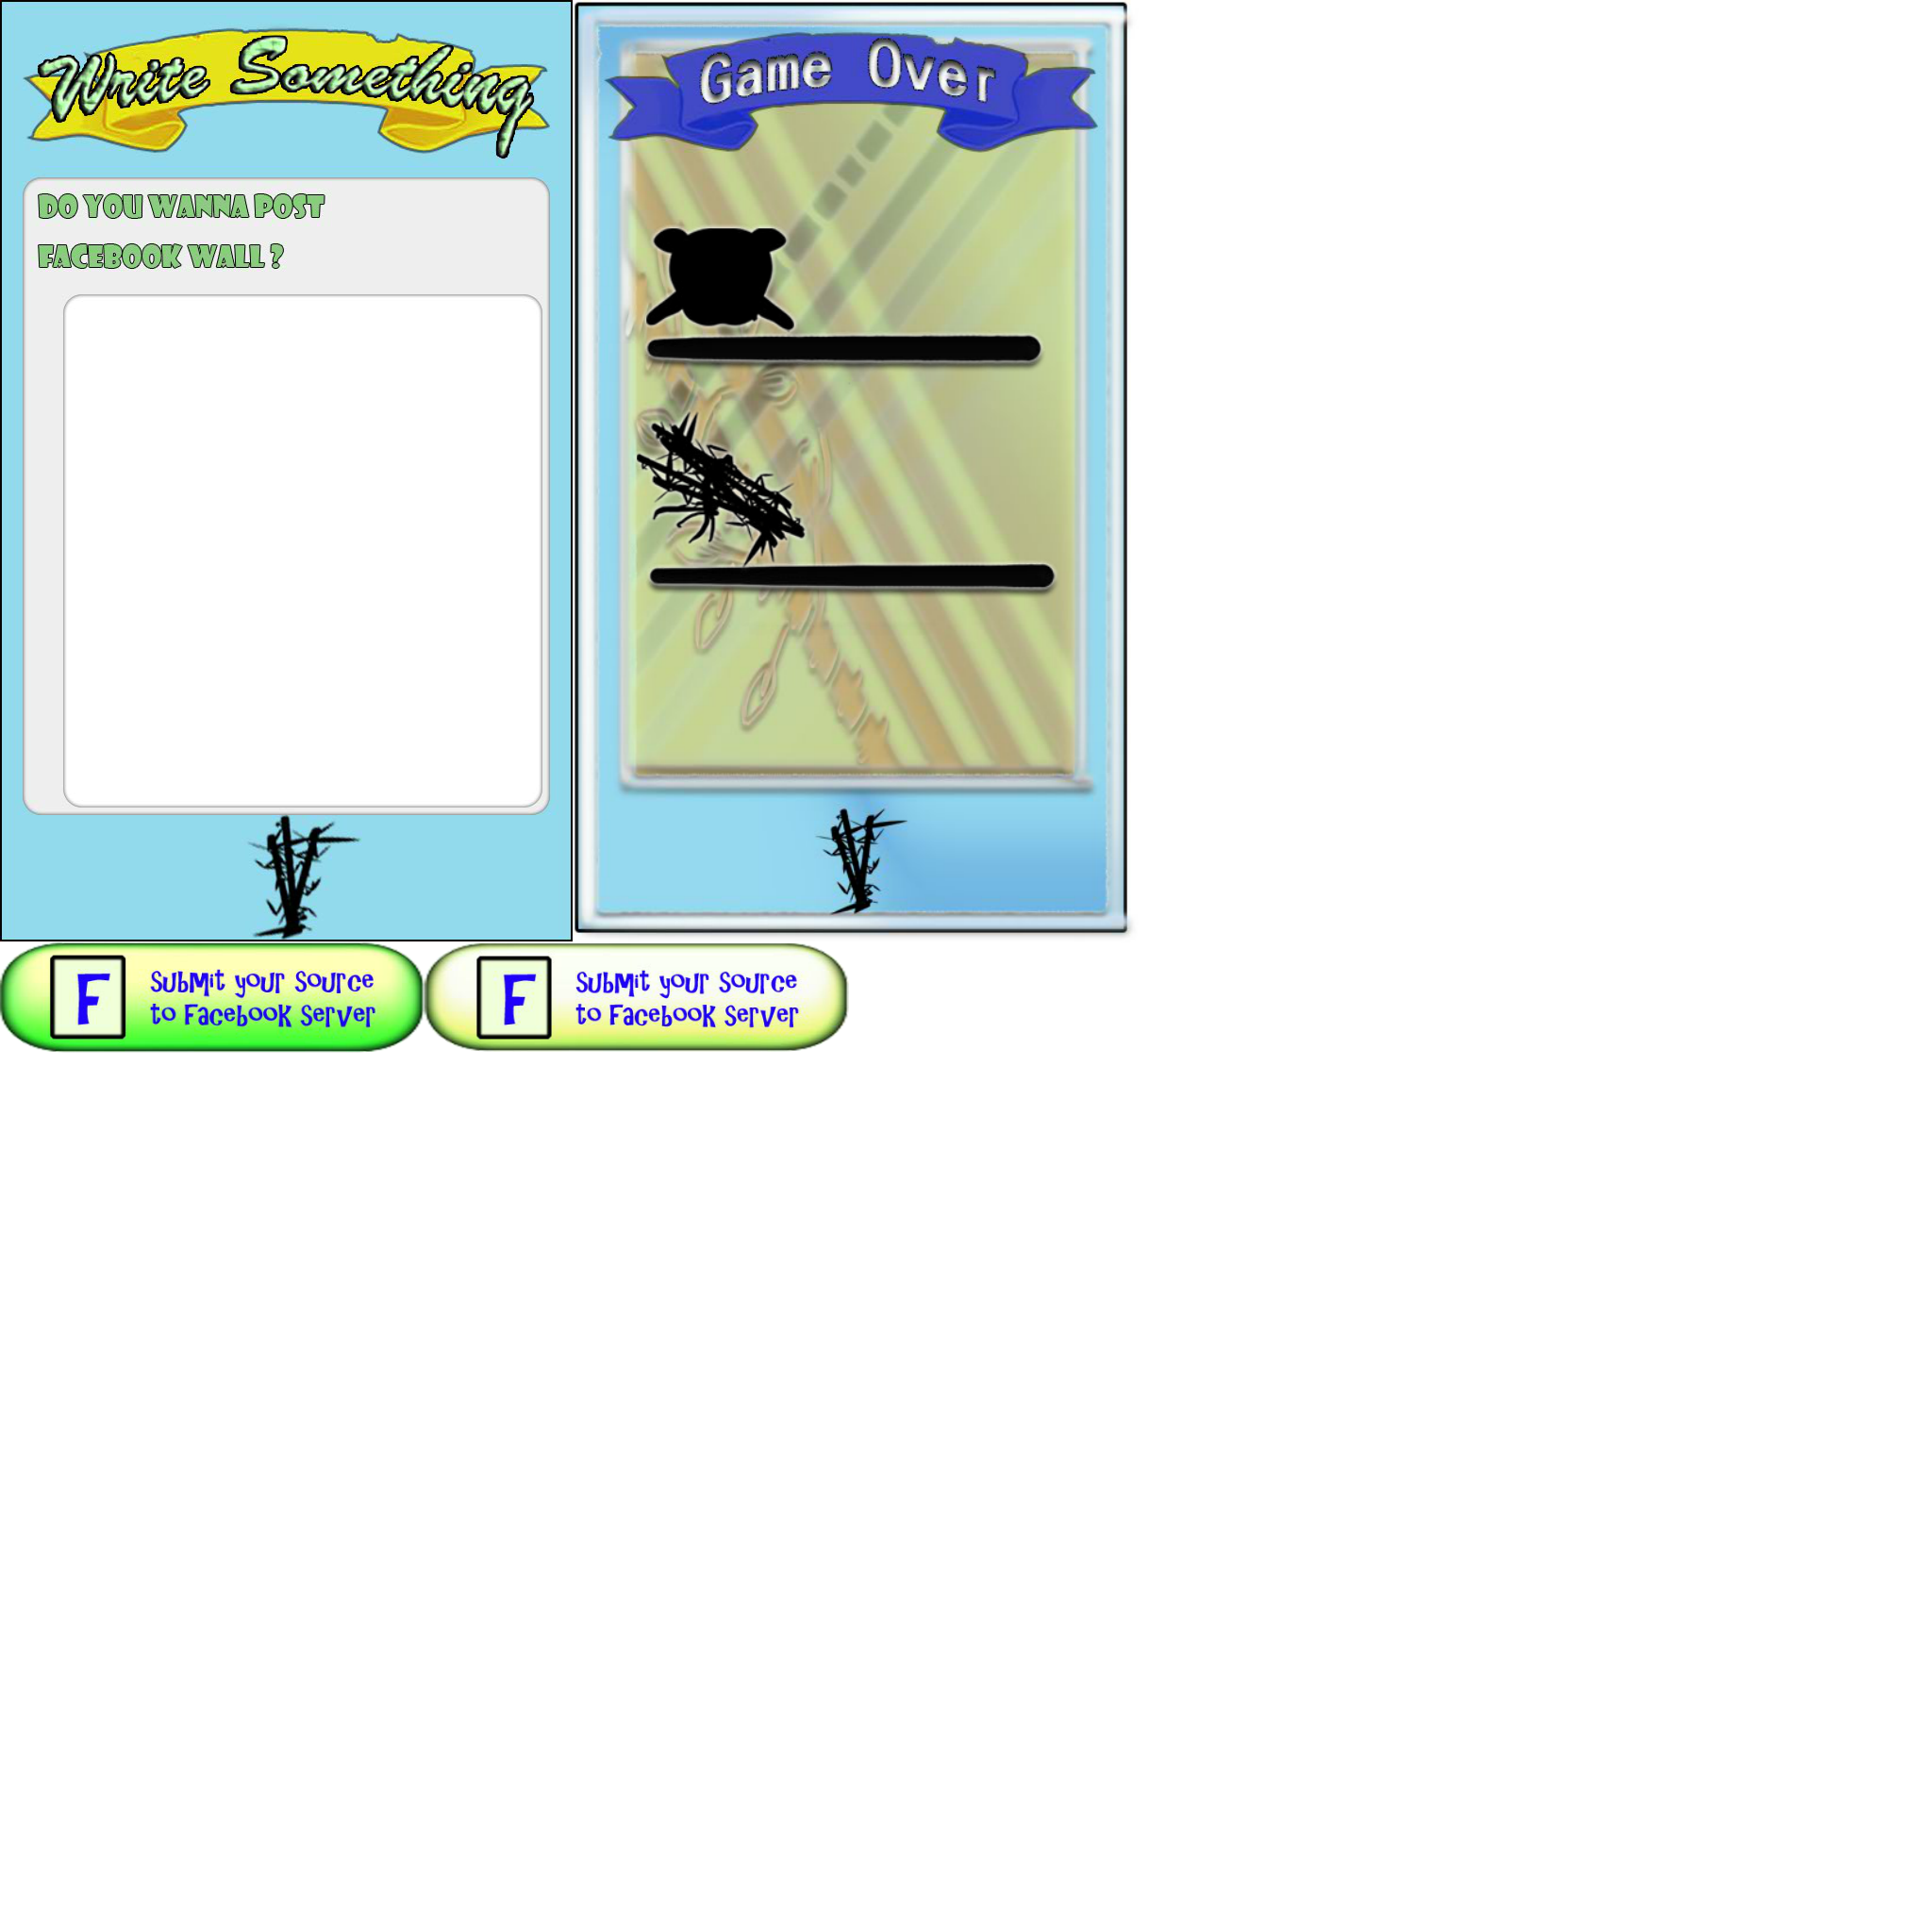 Write Something
DO YOU WANNA POST
FACEBOOK WALL ?
Game Over
F
Submit your Source
to Facebook Server
F
Submit your Source
to Facebook Server